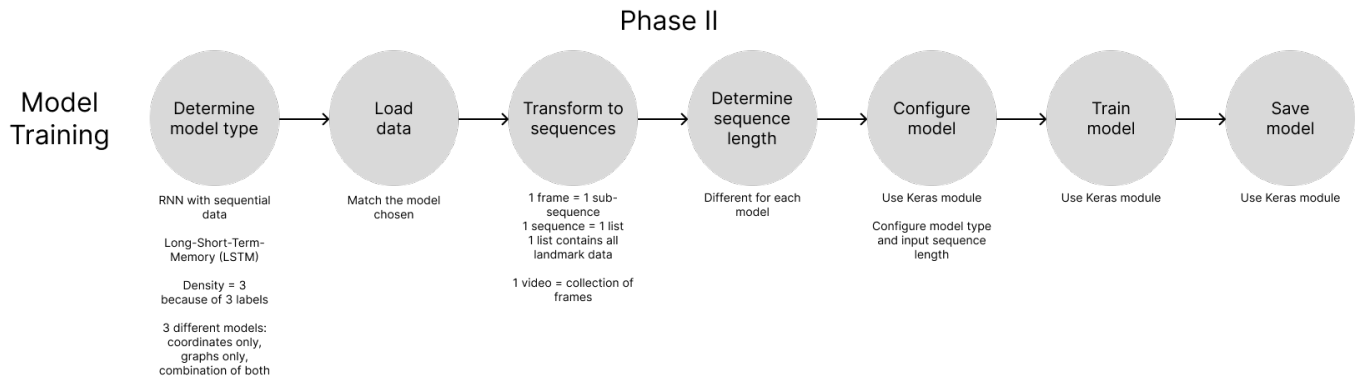 Phase II
Model
Training
Determine
model type
Load
data
Transform to
sequences
Determine
sequence
length
Configure
model
Train
model
Save
model
RNN with sequential
data
Long-Short-Term-
Memory (LSTM)
Density = 3
because of 3 labels
3 different models:
coordinates only,
graphs only,
combination of both
Match the model
chosen
1 frame = 1 sub-
sequence
1 sequence = 1 list
1 list contains all
landmark data
1 video = collection of
frames
Different for each
model
Use Keras module
Configure model type
and input sequence
length
Use Keras module
Use Keras module